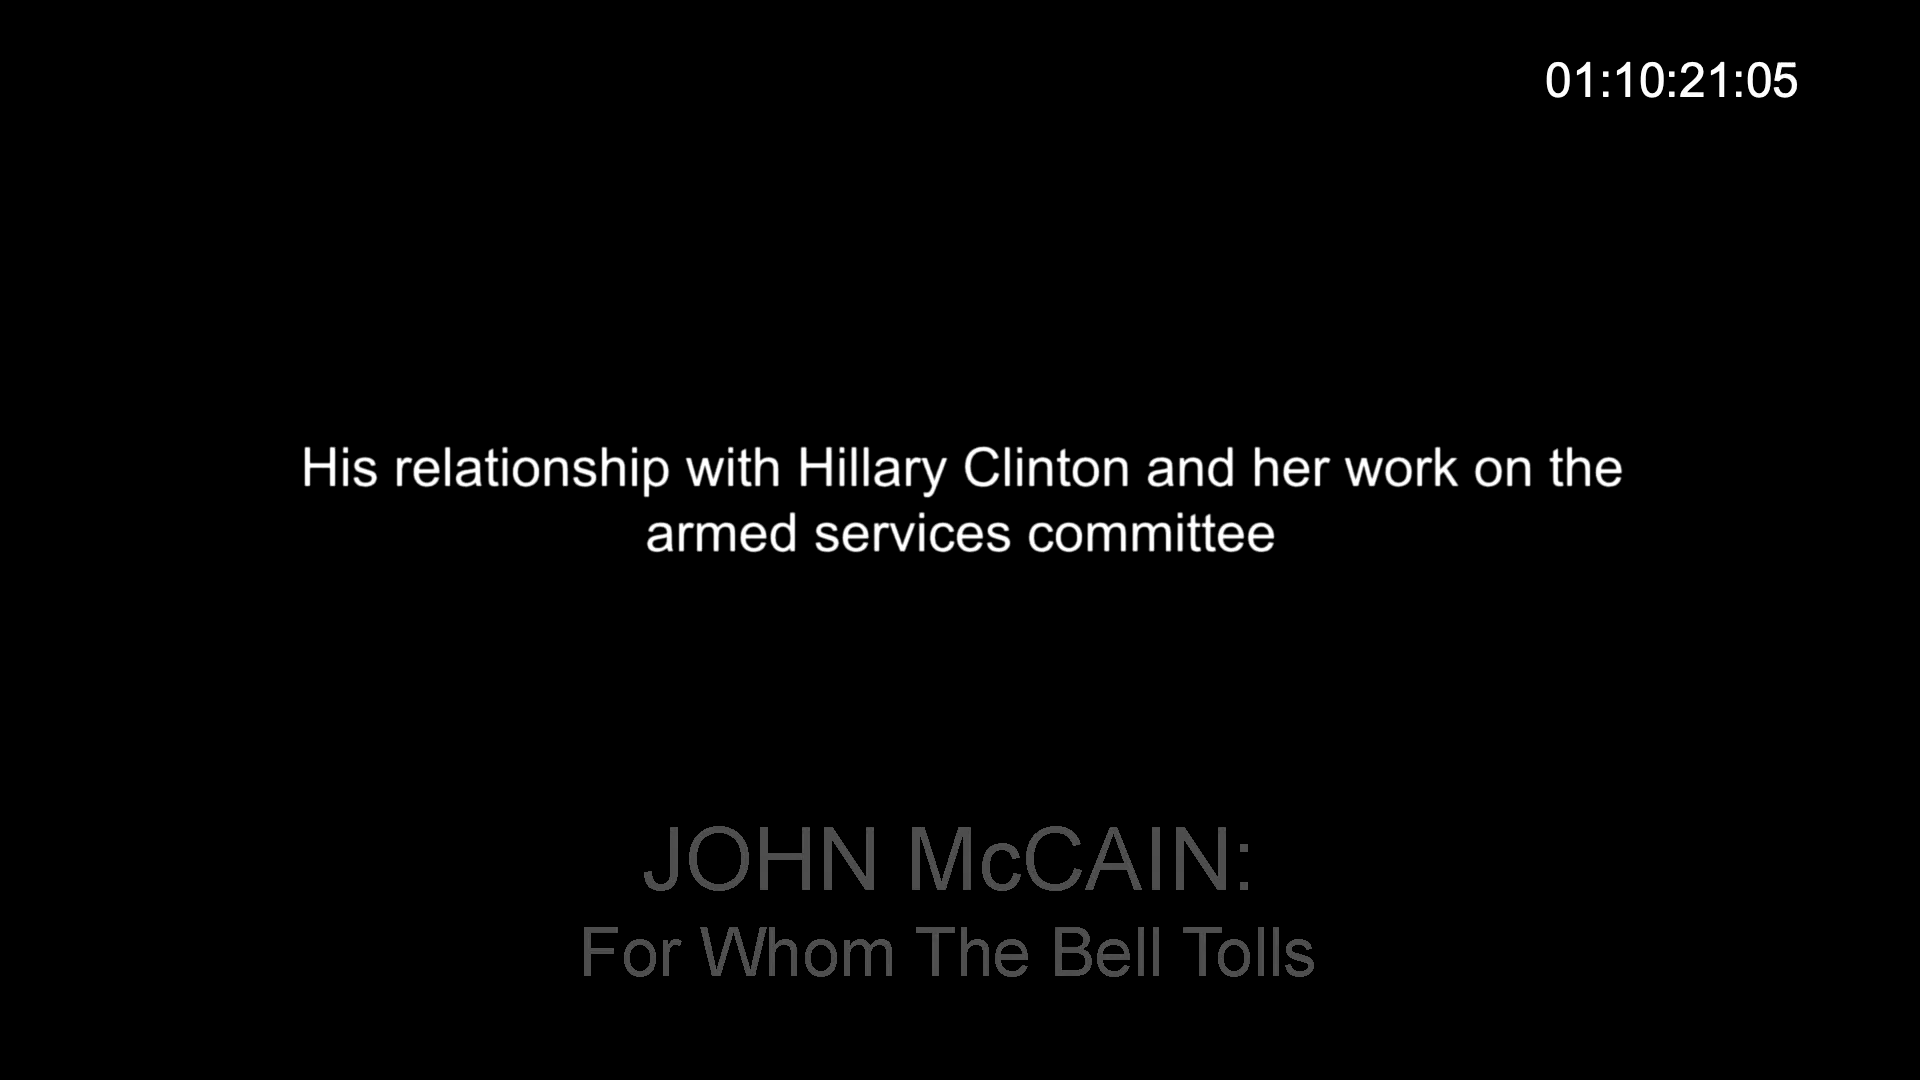 01:10:21:05
His relationship with Hillary Clinton and her work on the
armed services committee
JOHN McCAIN:
For Whom The Bell Tolls